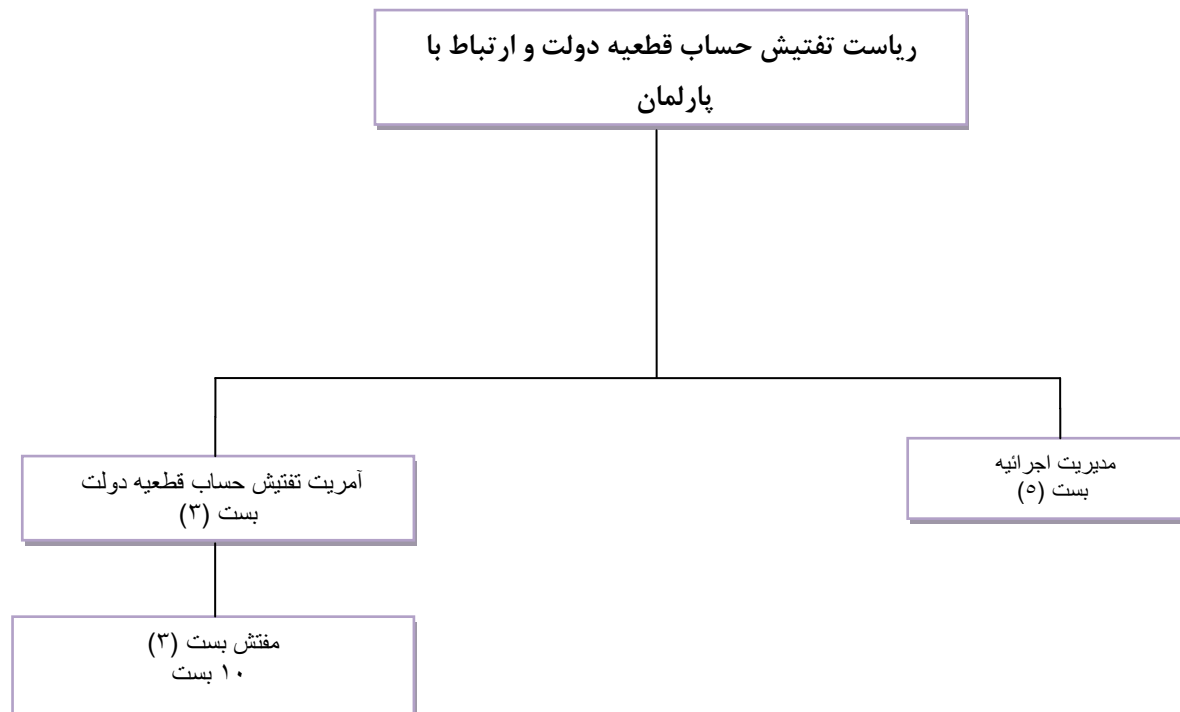 ریاست تفتیش حساب قطعیه دولت و ارتباط با
پارلمان
مدیریت اجرائیه
بست (۵)
آمریت تفتیش حساب قطعیه دولت
بست (۳)
مفتش بست (۳)
۱۰ بست